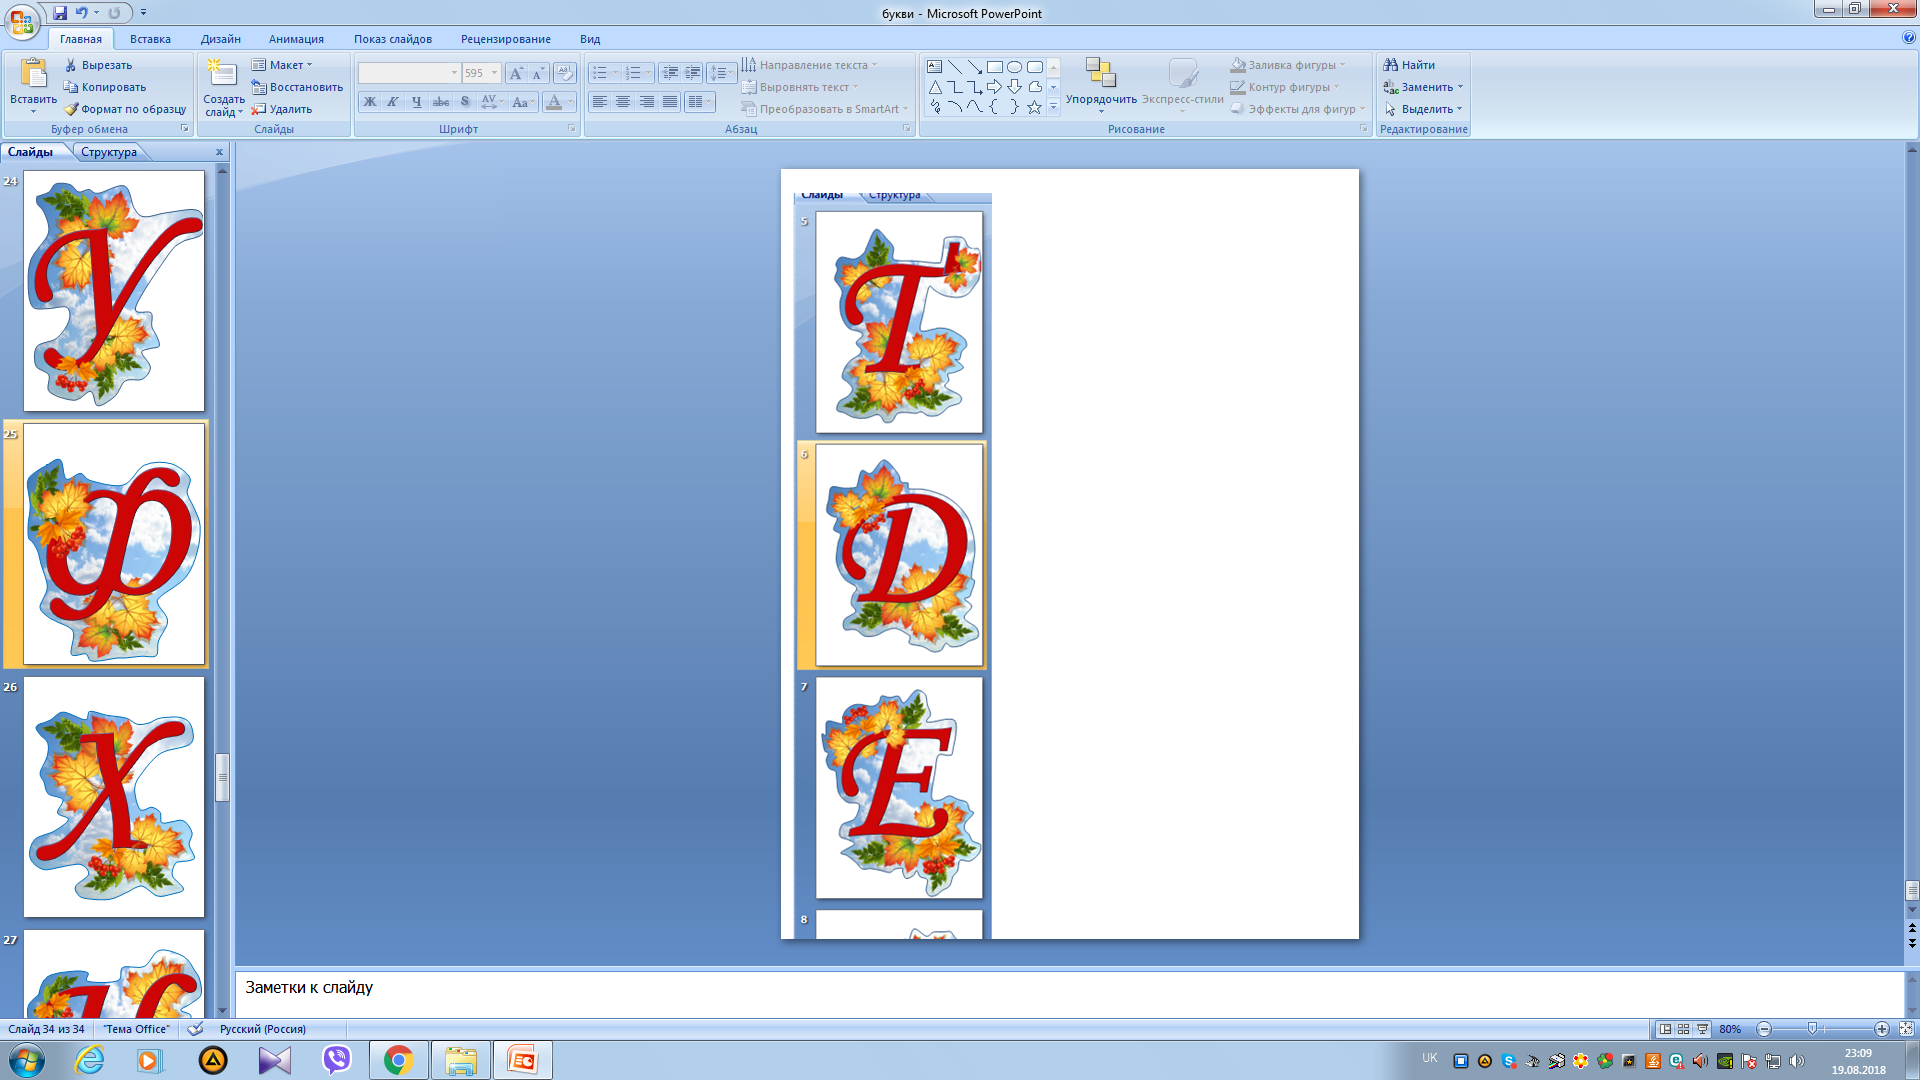 букви - Microsoft PowerPoint
Главная Вставка Дизайн Анимация Показ слайдов Рецензирование Вид
Вставить
Вырезать
Копировать
Формат по образцу
Буфер обмена
Создать слайд
Макет
Восстановить
Удалить
Слайды
595
Ж К Ч abc S AV Aa А
Шрифт
Направление текста
Выровнять текст
Преобразовать в SmartArt
Абзац
Упорядочить
Экспресс-стили
Заливка фигуры
Контур фигуры
Эффекты для фигур
Рисование
Найти
Заменить
Выделить
Редактирование
Слайды Структура
24
У
25
Ф
26
Х
27
Слайды Структура
5
Ґ
6
D
7
Е
8
Заметки к слайду
Слайд 34 из 34 "Тема Office" Русский (Россия) 80%
UK
23:09
19.08.2018